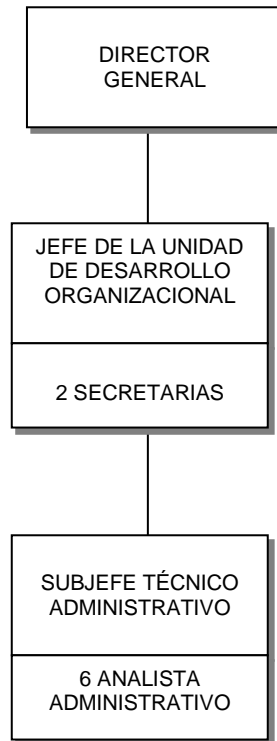 DIRECTOR
GENERAL
JEFE DE LA UNIDAD
DE DESARROLLO
ORGANIZACIONAL
2 SECRETARIAS
SUBJEFE TÉCNICO
ADMINISTRATIVO
6 ANALISTA
ADMINISTRATIVO